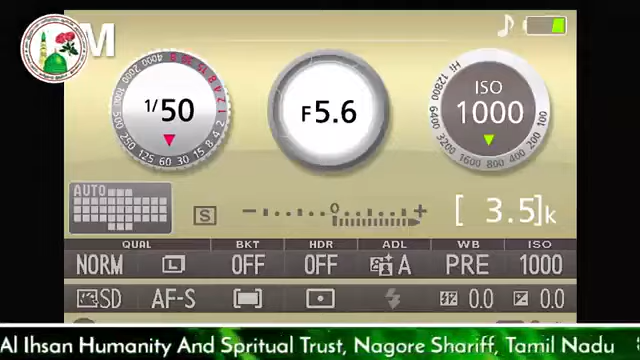 M
1/50
F5.6
ISO
1000
4000 2000 1000 500 250 125 60 30 15 8 4 2
Hi 12800 6400 3200 1600 800 400 200 100
AUTO
S
− 0 +
[ 3.5]k
QUAL BKT HDR ADL WB ISO
NORM L OFF OFF A PRE 1000
SD AF-S 0.0 0.0
Al Ihsan Humanity And Spritual Trust, Nagore Shariff, Tamil Nadu